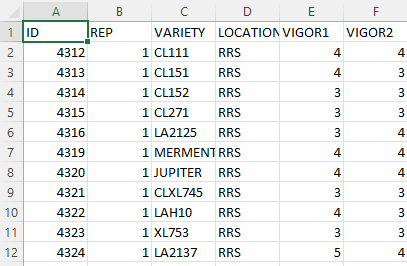 A B C D E F
1 ID REP VARIETY LOCATION VIGOR1 VIGOR2
2 4312 1 CL111 RRS 4 4
3 4313 1 CL151 RRS 4 3
4 4314 1 CL152 RRS 3 3
5 4315 1 CL271 RRS 3 3
6 4316 1 LA2125 RRS 3 4
7 4319 1 MERMENT RRS 4 4
8 4320 1 JUPITER RRS 4 4
9 4321 1 CLXL745 RRS 3 3
10 4322 1 LAH10 RRS 4 3
11 4323 1 XL753 RRS 3 3
12 4324 1 LA2137 RRS 5 4